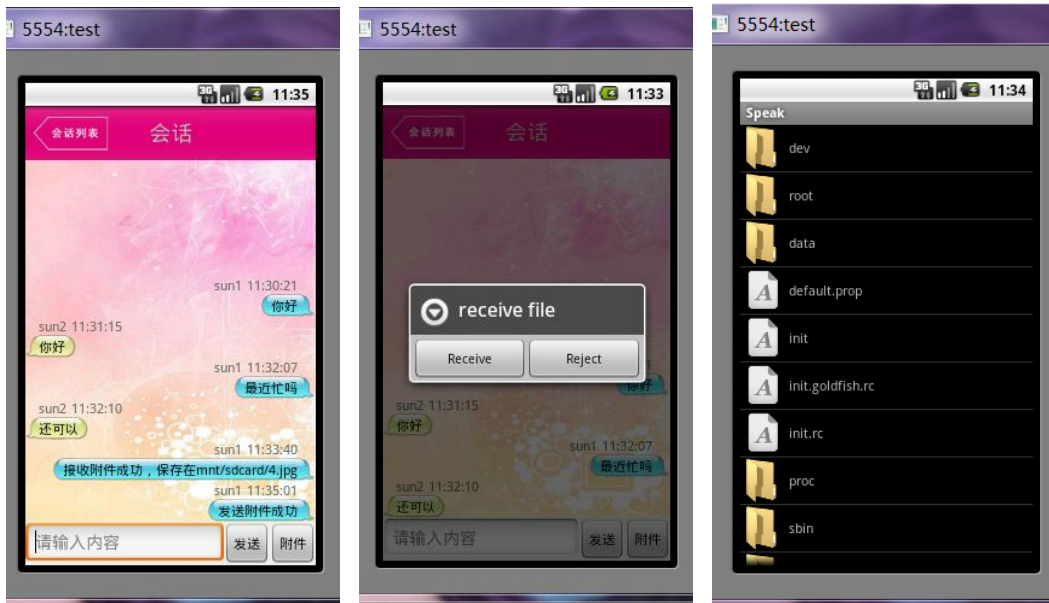 5554:test
3G 11:35
会话列表 会话
sun1 11:30:21
你好
sun2 11:31:15
你好
sun1 11:32:07
最近忙吗
sun2 11:32:10
还可以
sun1 11:33:40
接收附件成功，保存在mnt/sdcard/4.jpg
sun1 11:35:01
发送附件成功
请输入内容 发送 附件
5554:test
3G 11:33
会话列表 会话
receive file
Receive Reject
1
你好
sun2 11:31:15
你好
sun1 11:32:07
最近忙吗
sun2 11:32:10
还可以
请输入内容 发送 附件
5554:test
3G 11:34
Speak
dev
root
data
A default.prop
A init
A init.goldfish.rc
A init.rc
proc
sbin